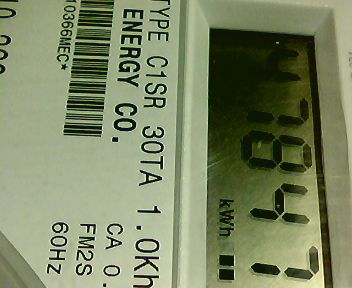 TYPE C1SR 30TA 1.0Kh
ENERGY CO.
CA 0.
FM2S
60Hz
10366MEC*
kWh